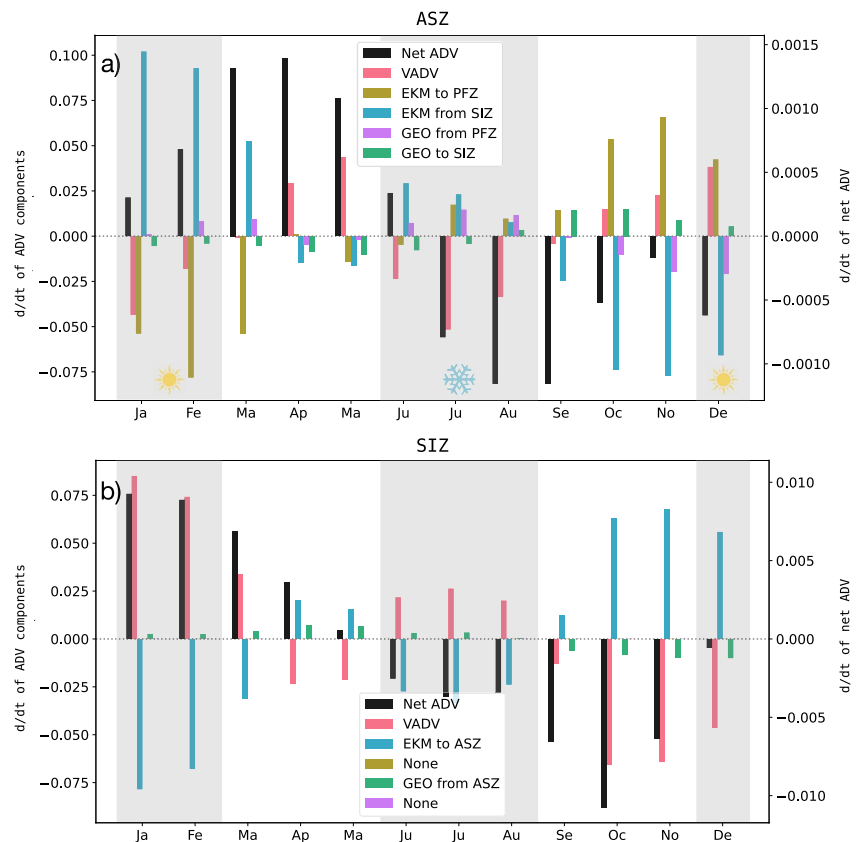 ASZ
a)
Net ADV
VADV
EKM to PFZ
EKM from SIZ
GEO from PFZ
GEO to SIZ
0.100
0.075
0.050
0.025
0.000
−0.025
−0.050
−0.075
d/dt of ADV components
0.0015
0.0010
0.0005
0.0000
−0.0005
−0.0010
d/dt of net ADV
Ja Fe Ma Ap Ma Ju Ju Au Se Oc No De
SIZ
b)
0.075
0.050
0.025
0.000
−0.025
−0.050
−0.075
d/dt of ADV components
0.010
0.005
0.000
−0.005
−0.010
d/dt of net ADV
Net ADV
VADV
EKM to ASZ
None
GEO from ASZ
None
Ja Fe Ma Ap Ma Ju Ju Au Se Oc No De